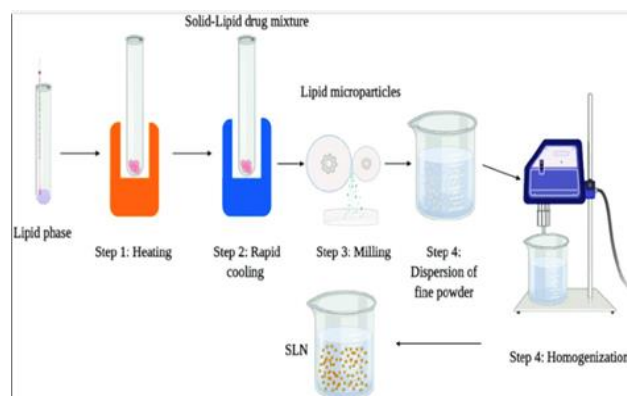 Solid-Lipid drug mixture
Lipid microparticles
Lipid phase
Step 1: Heating
Step 2: Rapid
cooling
Step 3: Milling
Step 4:
Dispersion of
fine powder
SLN
Step 4: Homogenization